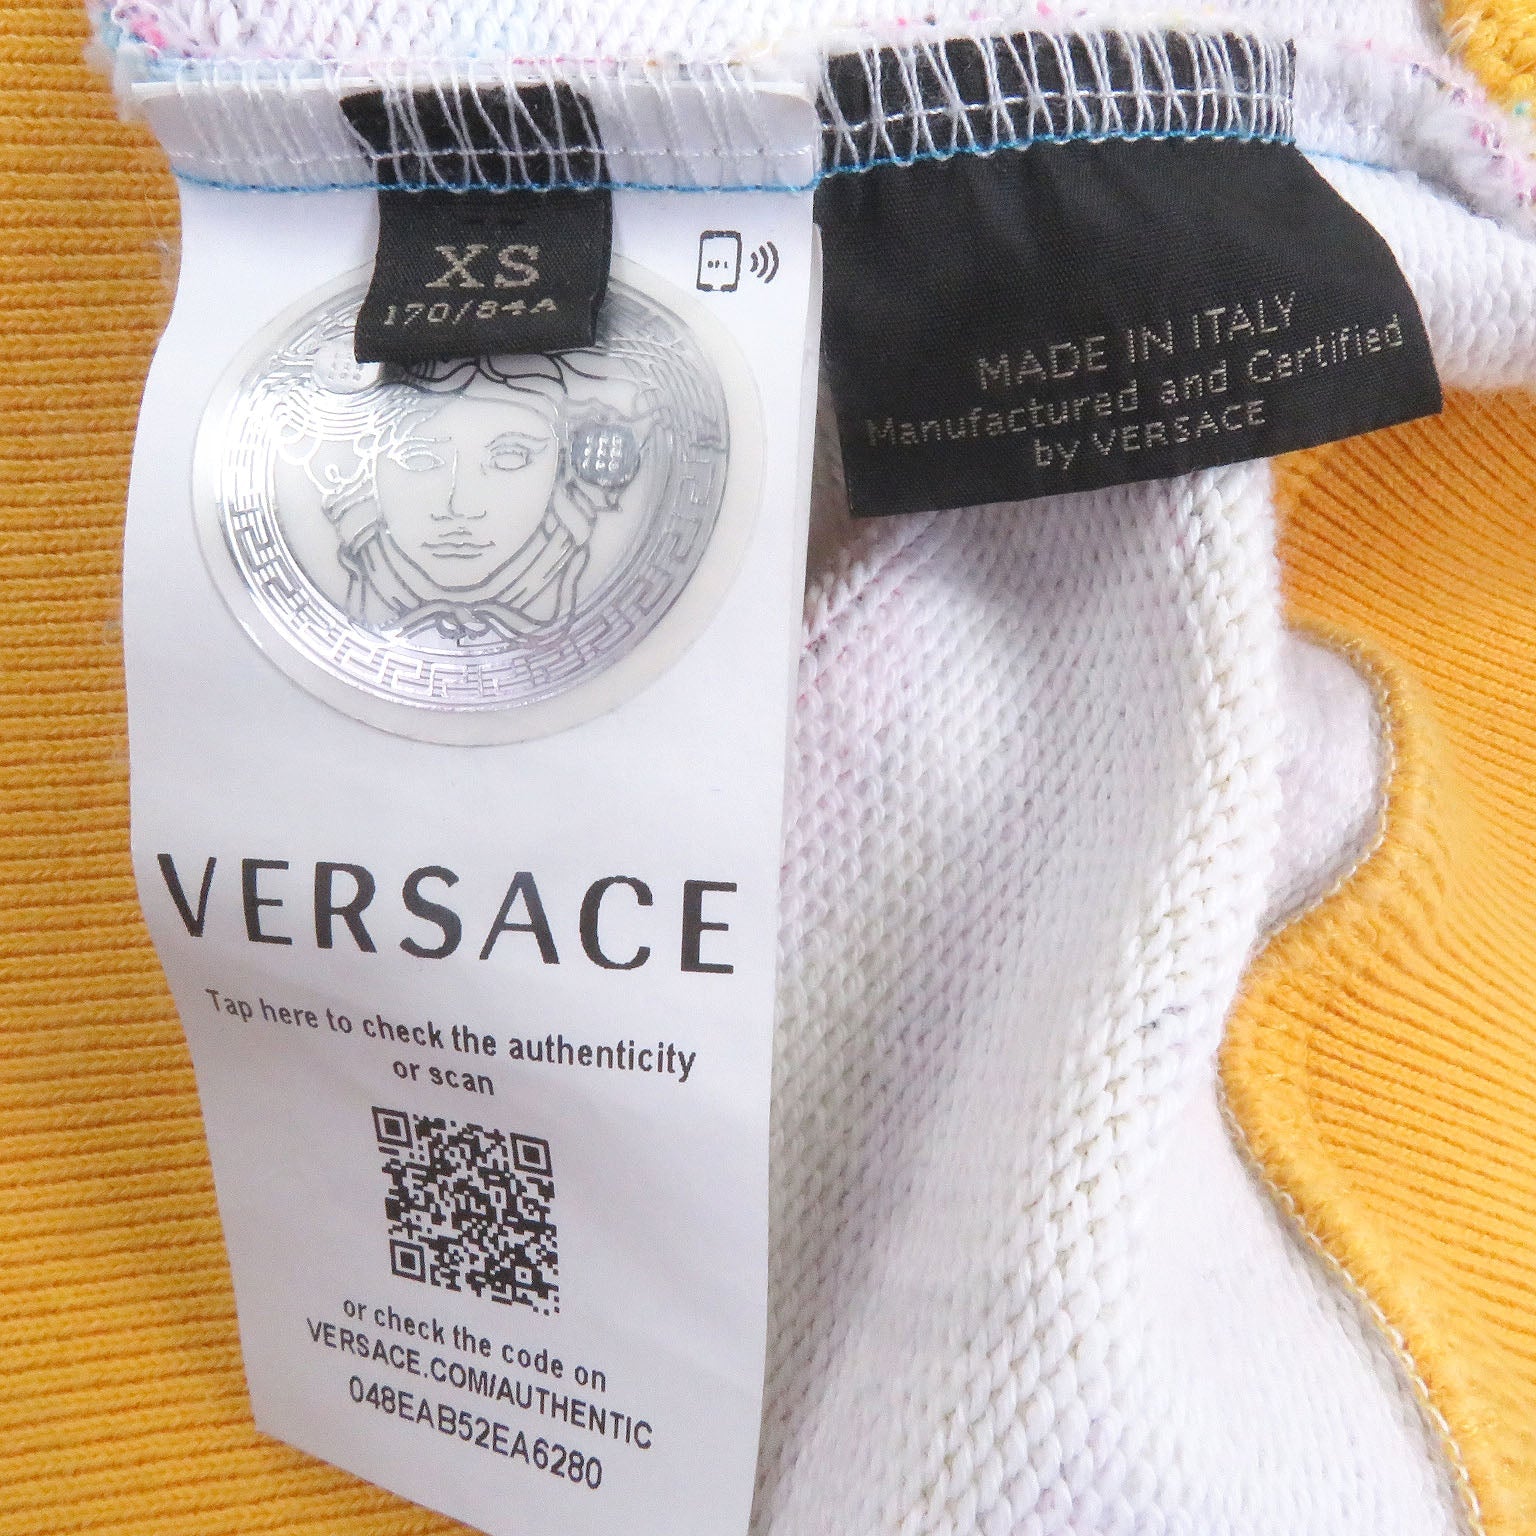 XS
170/84A
MADE IN ITALY
Manufactured and Certified
by VERSACE
VERSACE
Tap here to check the authenticity
or scan
or check the code on
VERSACE.COM/AUTHENTIC
048EAB52EA6280